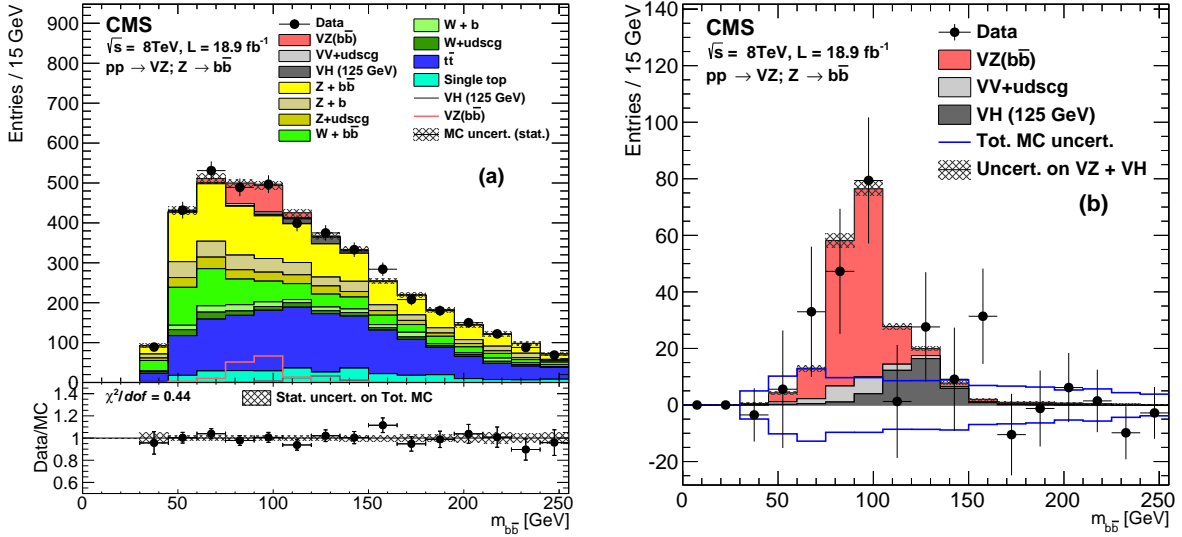 CMS
√s = 8TeV, L = 18.9 fb⁻¹
pp → VZ; Z → bb̄
Data
VZ(bb̄)
VV+udscg
VH (125 GeV)
Z + bb̄
Z + b
Z+udscg
W + bb̄
W + b
W+udscg
tt̄
Single top
VH (125 GeV)
VZ(bb̄)
MC uncert. (stat.)
(a)
Entries / 15 GeV
900
800
700
600
500
400
300
200
100
0
χ²/dof = 0.44
Stat. uncert. on Tot. MC
Data/MC
1.4
1.2
1.0
0.8
0.6
0 50 100 150 200 250
m_bb̄ [GeV]
CMS
√s = 8TeV, L = 18.9 fb⁻¹
pp → VZ; Z → bb̄
Data
VZ(bb̄)
VV+udscg
VH (125 GeV)
Tot. MC uncert.
Uncert. on VZ + VH
(b)
Entries / 15 GeV
140
120
100
80
60
40
20
0
-20
0 50 100 150 200 250
m_bb̄ [GeV]